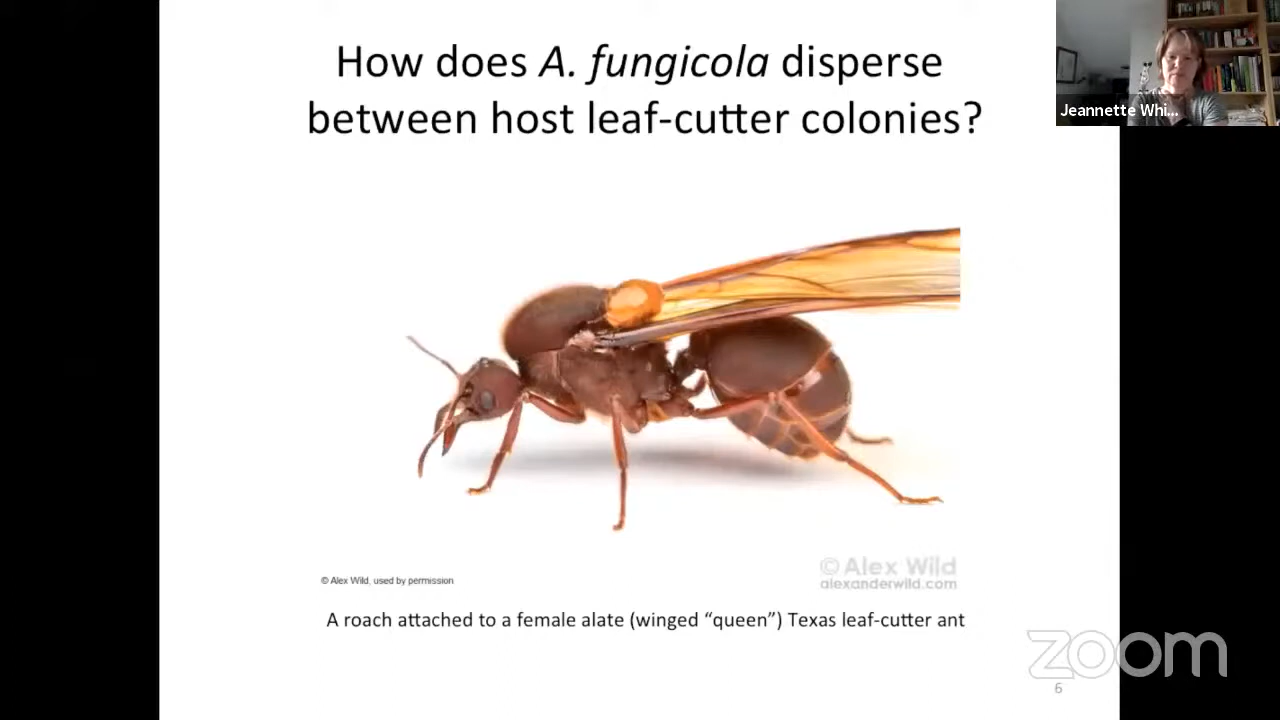 How does A. fungicola disperse
between host leaf-cutter colonies?
Jeannette Whi...
© Alex Wild
alexanderwild.com
© Alex Wild, used by permission
A roach attached to a female alate (winged “queen”) Texas leaf-cutter ant
zoom
6